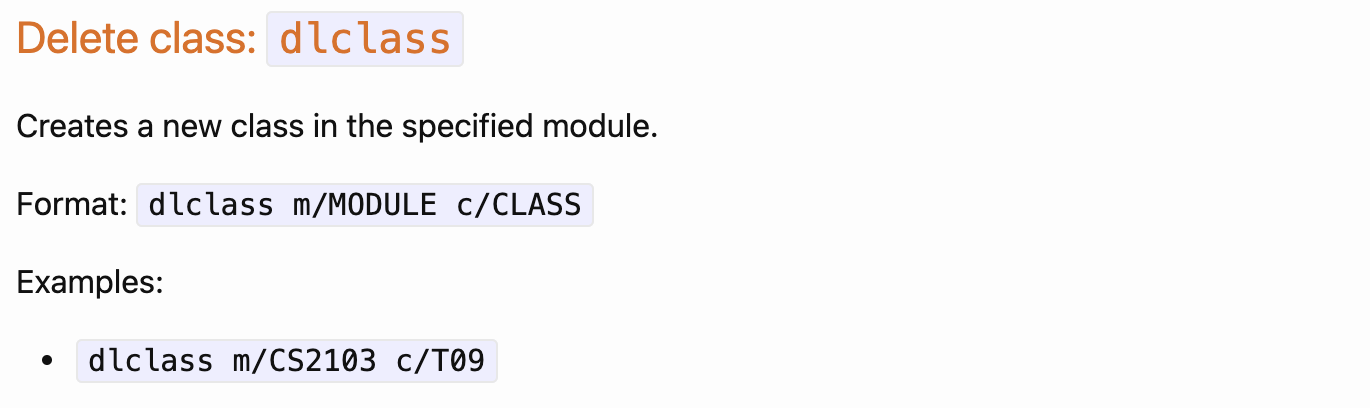 Delete class: dlclass
Creates a new class in the specified module.
Format: dlclass m/MODULE c/CLASS
Examples:
• dlclass m/CS2103 c/T09